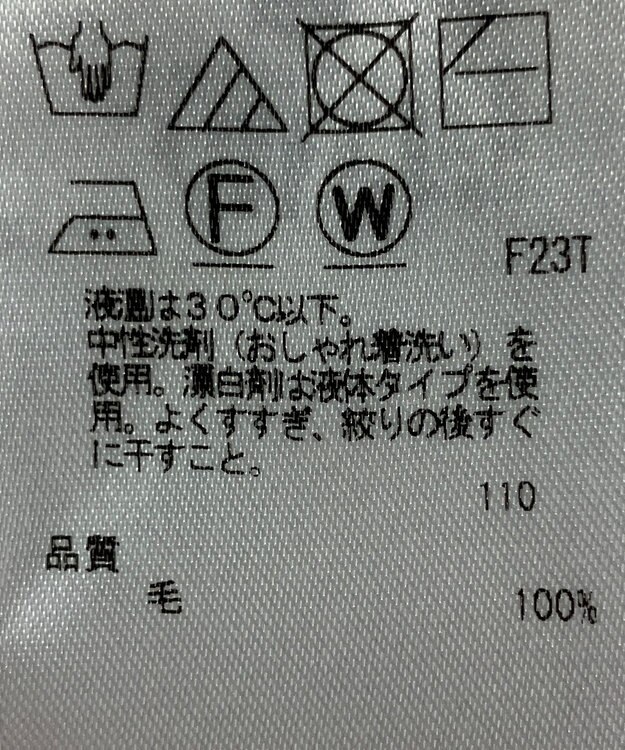 F W
F23T
液温は30℃以下。
中性洗剤（おしゃれ着洗い）を
使用。漂白剤は液体タイプを使
用。よくすすぎ、絞りの後すぐ
に干すこと。
110
品質
毛 100%